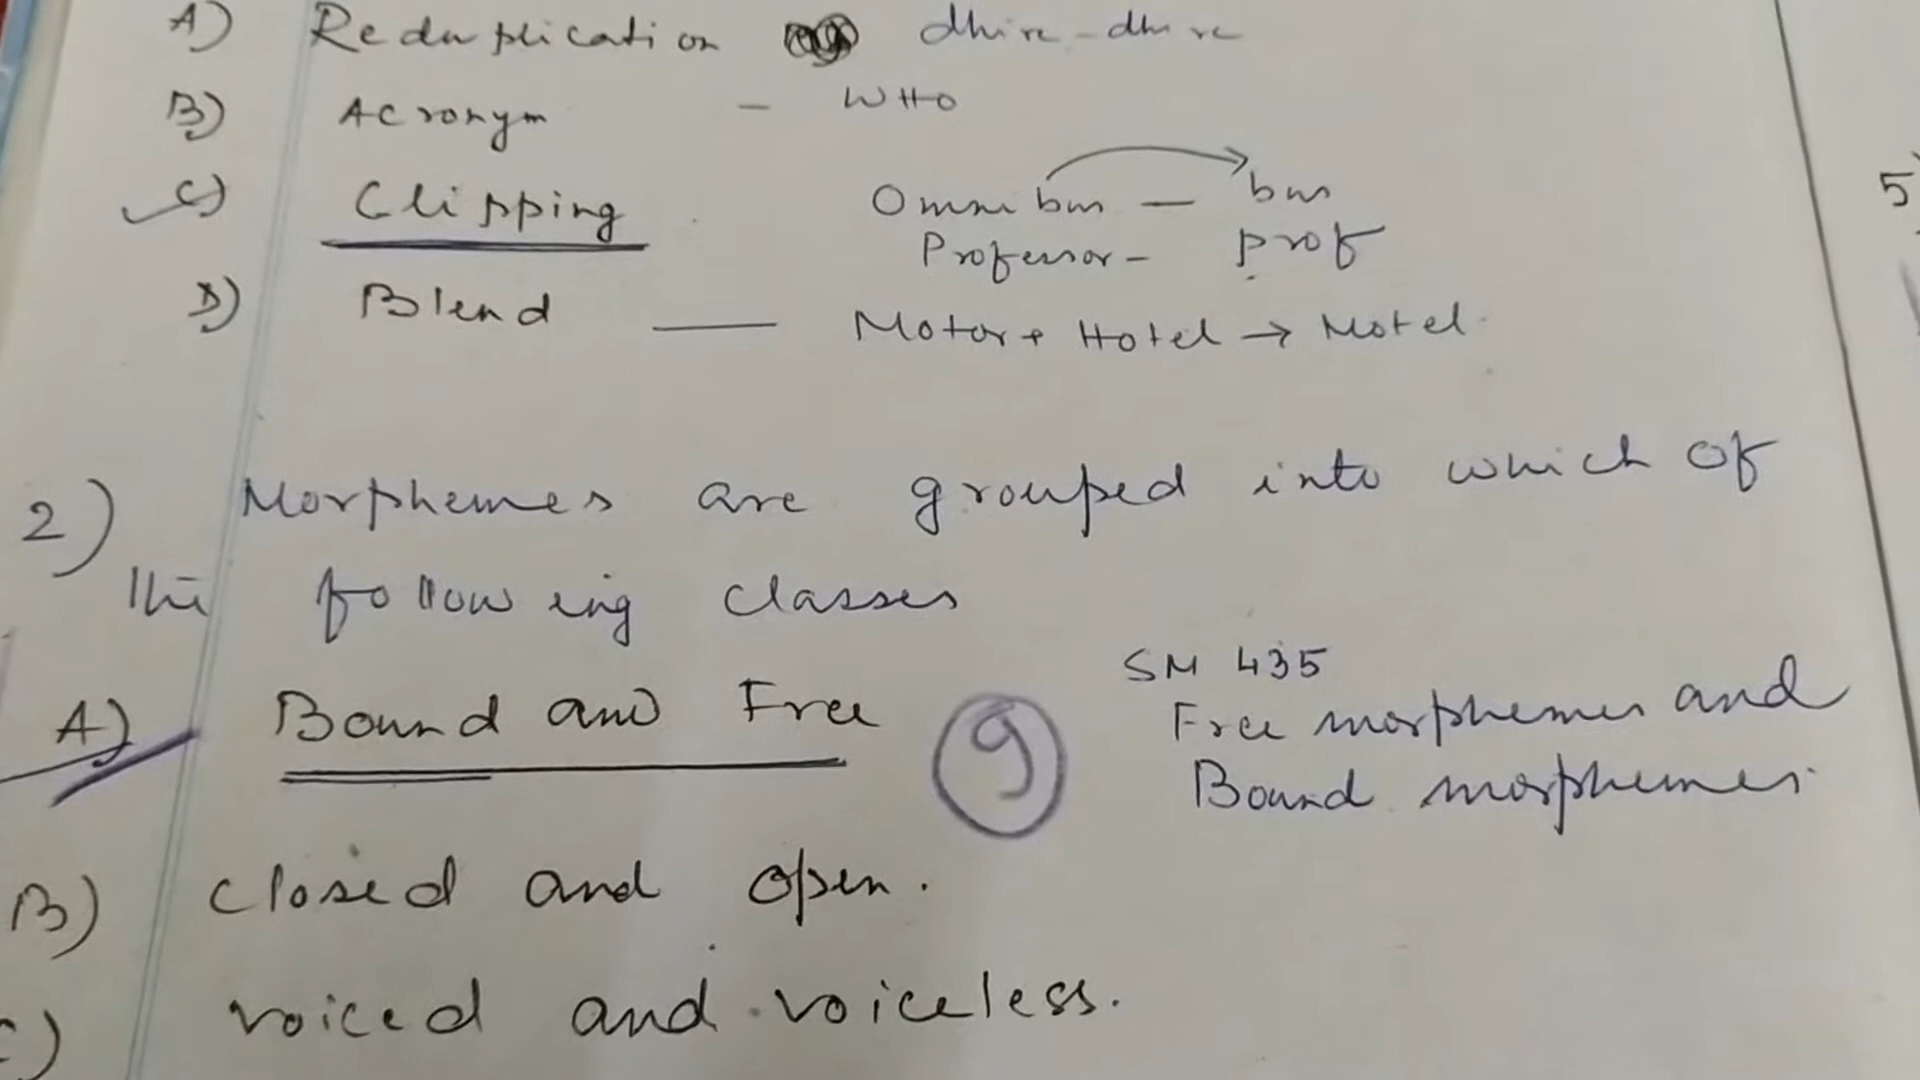 A) Reduplication dhire-dhire
B) Acronym - WHO
C) Clipping Omnibus - bus
Professor - prof
D) Blend — Motor + Hotel → Motel
2) Morphemes are grouped into which of
the following classes
A) Bound and Free
9
SM 435
Free morphemes and
Bound morphemes.
B) closed and open.
C) voiced and voiceless.
5)